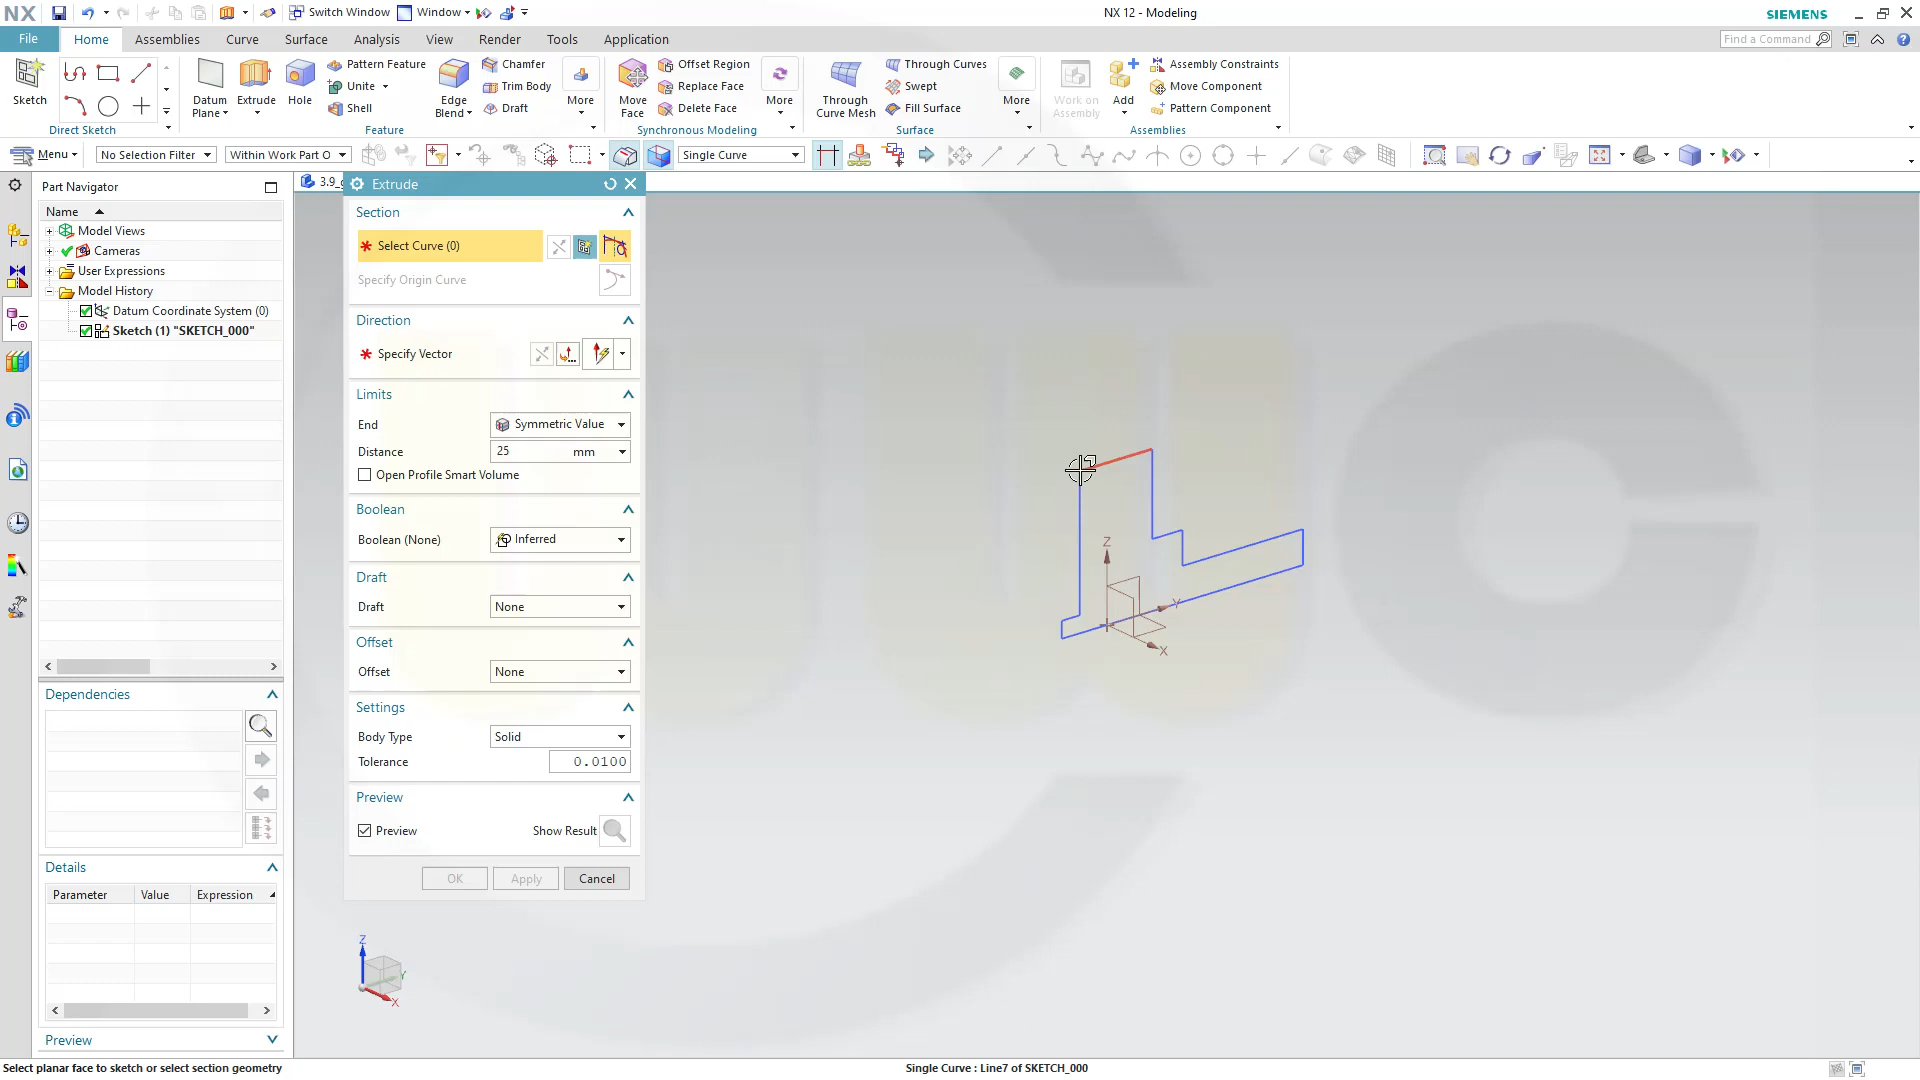 NX
Switch Window
Window
NX 12 - Modeling
SIEMENS
File
Home
Assemblies
Curve
Surface
Analysis
View
Render
Tools
Application
Find a Command
Sketch
Datum Plane
Extrude
Hole
Pattern Feature
Unite
Shell
Edge Blend
Chamfer
Trim Body
Draft
More
Move Face
Offset Region
Replace Face
Delete Face
More
Through Curve Mesh
Through Curves
Swept
Fill Surface
More
Work on Assembly
Add
Assembly Constraints
Move Component
Pattern Component
Direct Sketch
Feature
Synchronous Modeling
Surface
Assemblies
Menu
No Selection Filter
Within Work Part O
Single Curve
Part Navigator
Name
Model Views
Cameras
User Expressions
Model History
Datum Coordinate System (0)
Sketch (1) "SKETCH_000"
Dependencies
Details
Parameter
Value
Expression
Preview
3.9_
Extrude
Section
Select Curve (0)
Specify Origin Curve
Direction
Specify Vector
Limits
End
Symmetric Value
Distance
25
mm
Open Profile Smart Volume
Boolean
Boolean (None)
Inferred
Draft
Draft
None
Offset
Offset
None
Settings
Body Type
Solid
Tolerance
0.0100
Preview
Preview
Show Result
OK
Apply
Cancel
Z
Y
X
Z
Y
X
Select planar face to sketch or select section geometry
Single Curve : Line7 of SKETCH_000